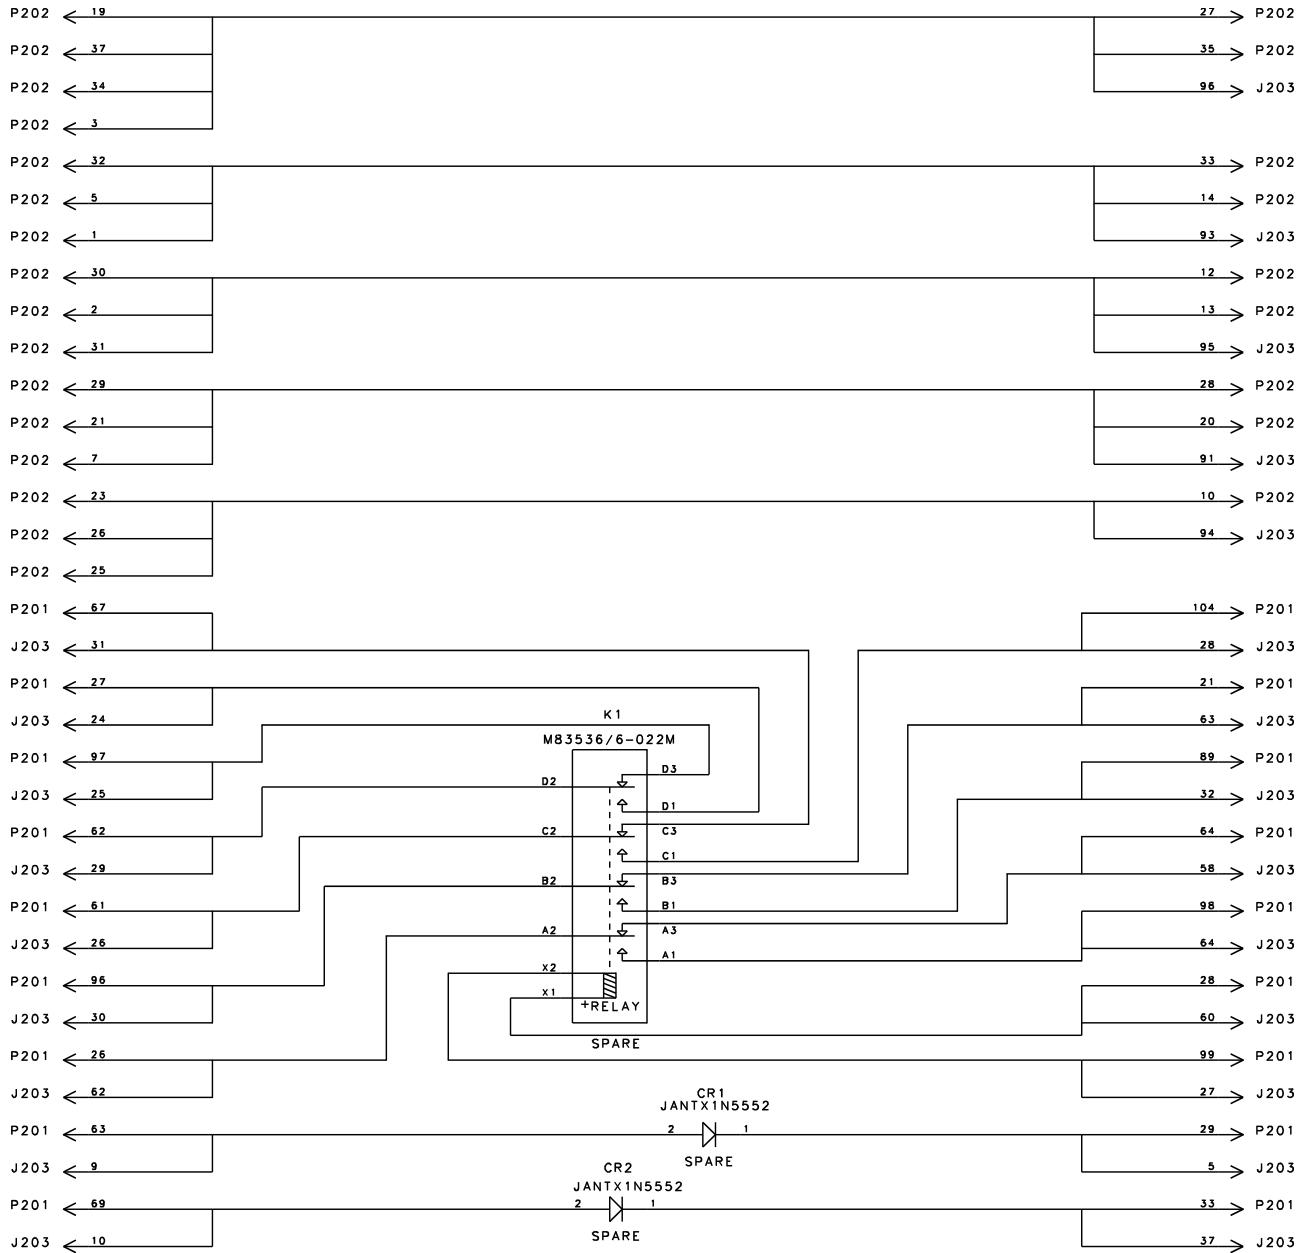 P202 19 27 P202
P202 37 35 P202
P202 34 96 J203
P202 3
P202 32 33 P202
P202 5 14 P202
P202 1 93 J203
P202 30 12 P202
P202 2 13 P202
P202 31 95 J203
P202 29 28 P202
P202 21 20 P202
P202 7 91 J203
P202 23 10 P202
P202 26 94 J203
P202 25
P201 67 104 P201
J203 31 28 J203
P201 27 21 P201
J203 24 K1 63 J203
M83536/6-022M
P201 97 89 P201
D3
D2
J203 25 32 J203
D1
P201 62 C2 C3 64 P201
C1
J203 29 58 J203
B2 B3
P201 61 B1 98 P201
A2 A3
J203 26 64 J203
A1
X2
P201 96 28 P201
X1
+RELAY
J203 30 60 J203
SPARE
P201 26 99 P201
J203 62 27 J203
CR1
JANTX1N5552
P201 63 2 1 29 P201
SPARE
J203 9 5 J203
CR2
JANTX1N5552
P201 69 2 1 33 P201
SPARE
J203 10 37 J203